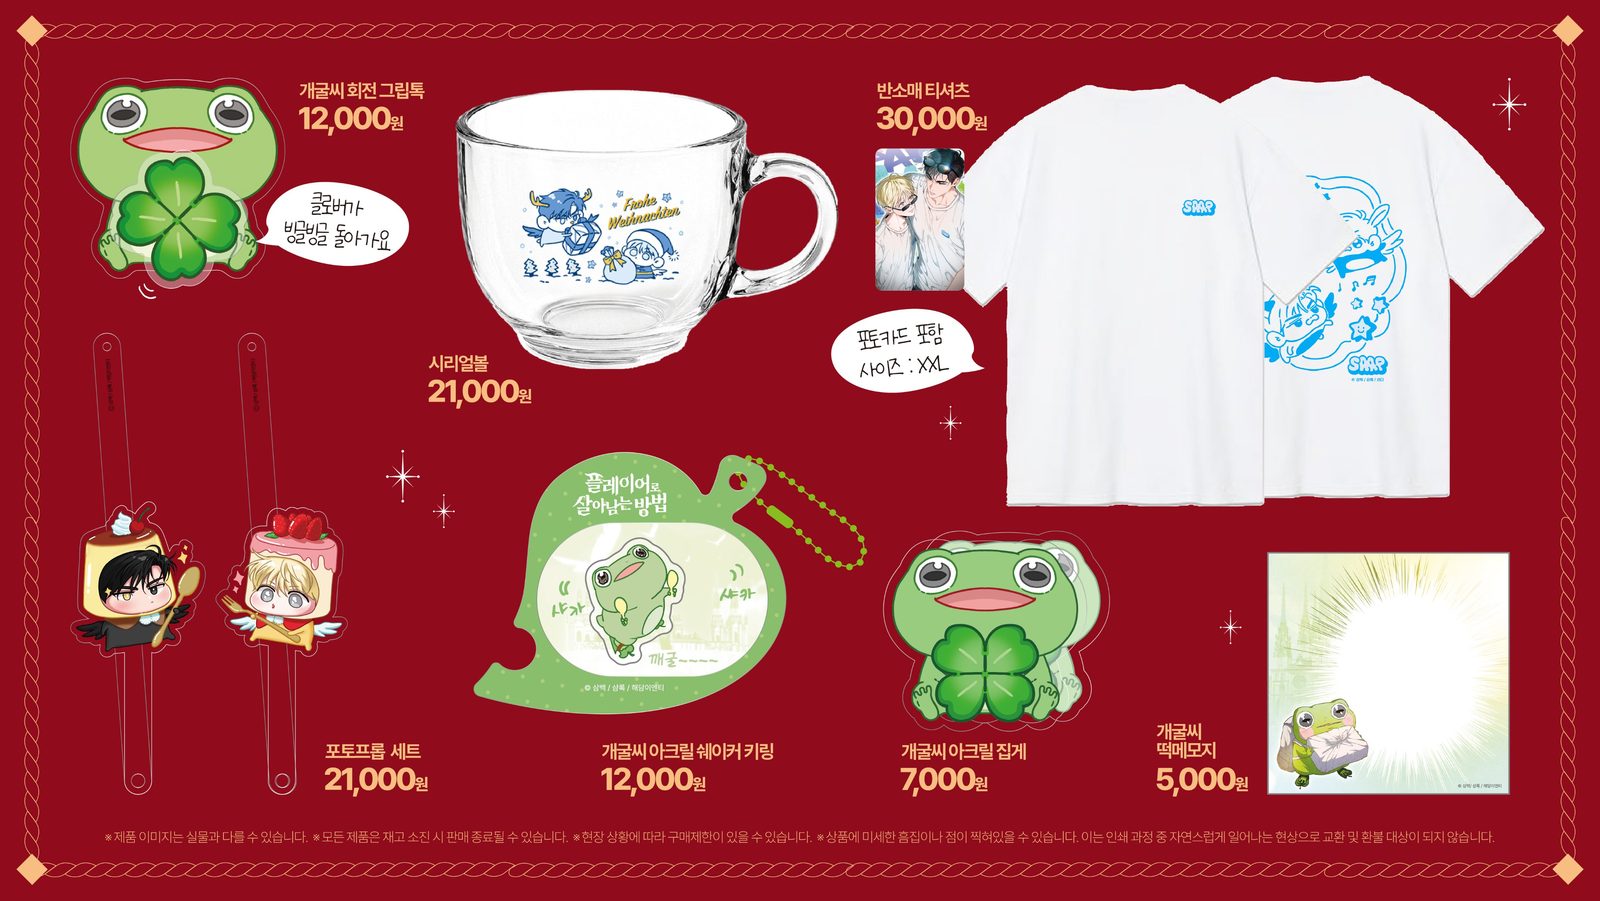 개굴씨 회전 그립톡
12,000원
클로버가
빙글빙글 돌아가요
Frohe
Weihnachten
시리얼볼
21,000원
반소매 티셔츠
30,000원
포토카드 포함
사이즈 : XXL
포토프롭 세트
21,000원
플레이어로
살아남는 방법
샤카
샤카
깨굴
© 삼백 / 삼록 / 해담이엔티
개굴씨 아크릴 쉐이커 키링
12,000원
개굴씨 아크릴 집게
7,000원
개굴씨
떡메모지
5,000원
※ 제품 이미지는 실물과 다를 수 있습니다. ※ 모든 제품은 재고 소진 시 판매 종료될 수 있습니다. ※ 현장 상황에 따라 구매제한이 있을 수 있습니다. ※ 상품에 미세한 흠집이나 점이 찍혀있을 수 있습니다. 이는 인쇄 과정 중 자연스럽게 일어나는 현상으로 교환 및 환불 대상이 되지 않습니다.